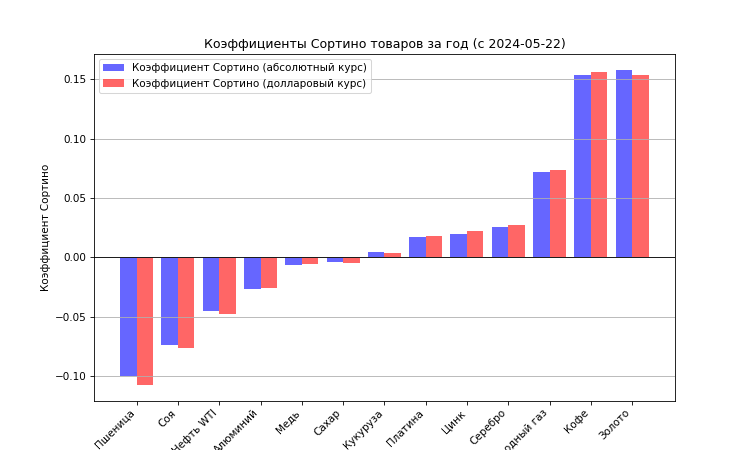 Коэффициенты Сортино товаров за год (с 2024-05-22)
Коэффициент Сортино (абсолютный курс)
Коэффициент Сортино (долларовый курс)
Коэффициент Сортино
0.15
0.10
0.05
0.00
−0.05
−0.10
Пшеница
Соя
Нефть WTI
Алюминий
Медь
Сахар
Кукуруза
Платина
Цинк
Серебро
газ
Кофе
Золото